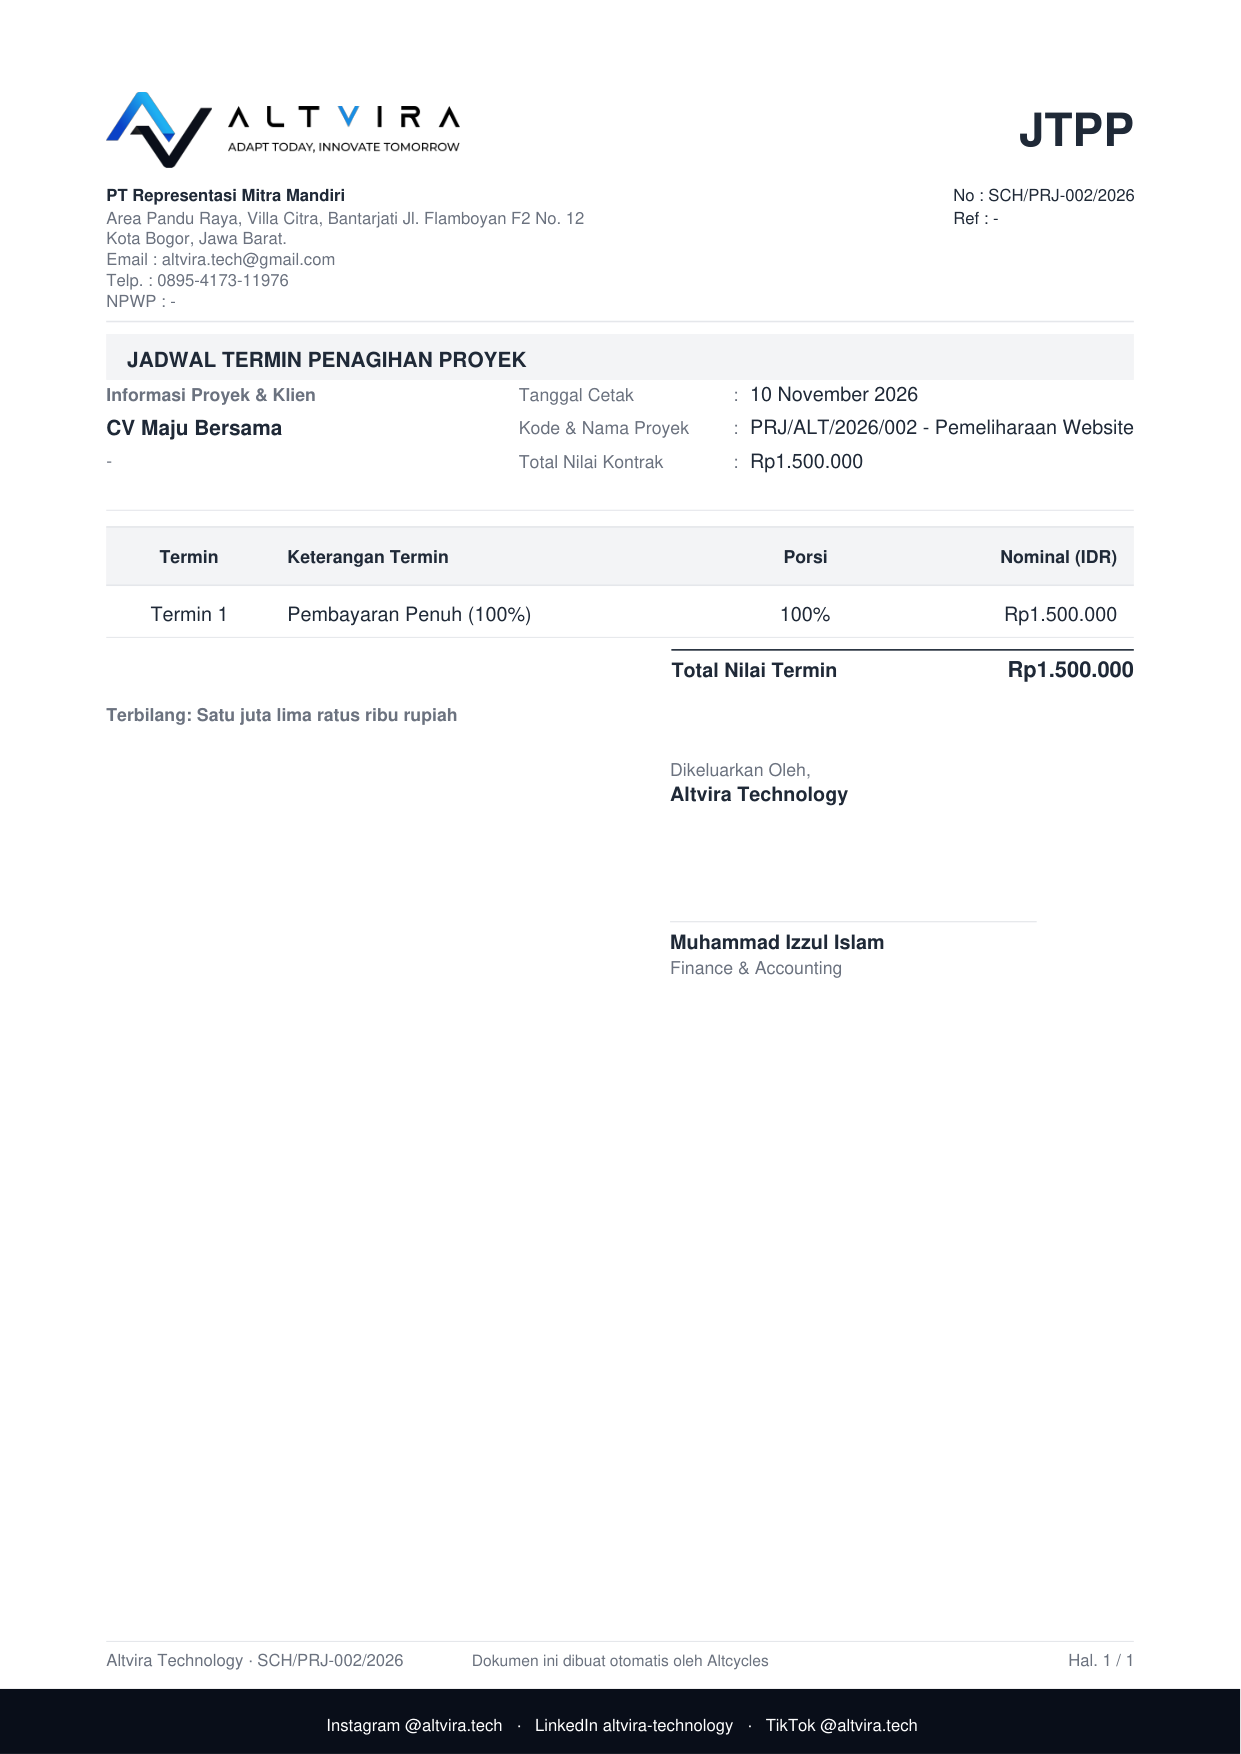 ALTVIRA
ADAPT TODAY, INNOVATE TOMORROW
JTPP
PT Representasi Mitra Mandiri
Area Pandu Raya, Villa Citra, Bantarjati Jl. Flamboyan F2 No. 12
Kota Bogor, Jawa Barat.
Email : altvira.tech@gmail.com
Telp. : 0895-4173-11976
NPWP : -
No : SCH/PRJ-002/2026
Ref : -
JADWAL TERMIN PENAGIHAN PROYEK
Informasi Proyek & Klien
CV Maju Bersama
-
Tanggal Cetak : 10 November 2026
Kode & Nama Proyek : PRJ/ALT/2026/002 - Pemeliharaan Website
Total Nilai Kontrak : Rp1.500.000
Termin Keterangan Termin Porsi Nominal (IDR)
Termin 1 Pembayaran Penuh (100%) 100% Rp1.500.000
Total Nilai Termin Rp1.500.000
Terbilang: Satu juta lima ratus ribu rupiah
Dikeluarkan Oleh,
Altvira Technology
Muhammad Izzul Islam
Finance & Accounting
Altvira Technology · SCH/PRJ-002/2026 Dokumen ini dibuat otomatis oleh Altcycles Hal. 1 / 1
Instagram @altvira.tech · LinkedIn altvira-technology · TikTok @altvira.tech